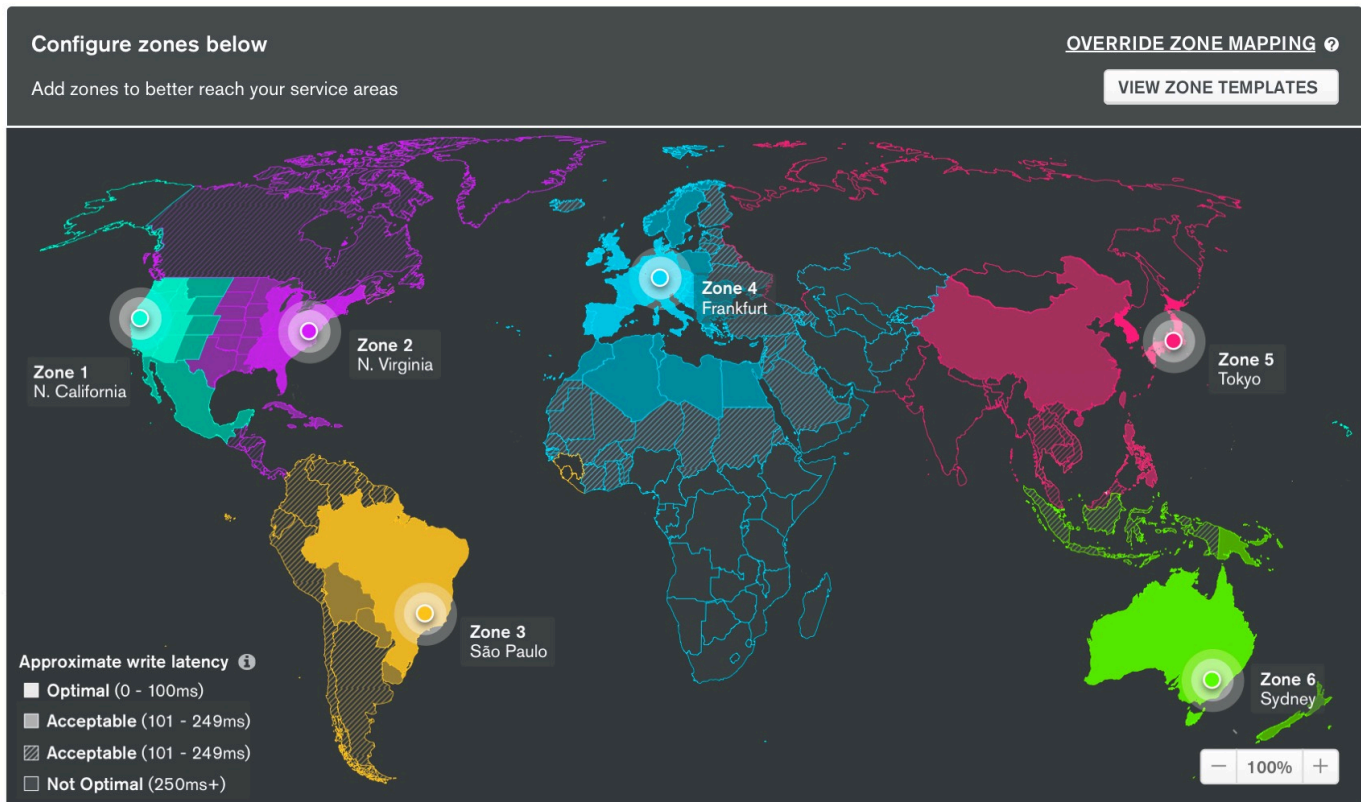 Configure zones below
OVERRIDE ZONE MAPPING ?
Add zones to better reach your service areas
VIEW ZONE TEMPLATES
Zone 1
N. California
Zone 2
N. Virginia
Zone 3
São Paulo
Zone 4
Frankfurt
Zone 5
Tokyo
Zone 6
Sydney
Approximate write latency i
Optimal (0 - 100ms)
Acceptable (101 - 249ms)
Acceptable (101 - 249ms)
Not Optimal (250ms+)
− 100% +